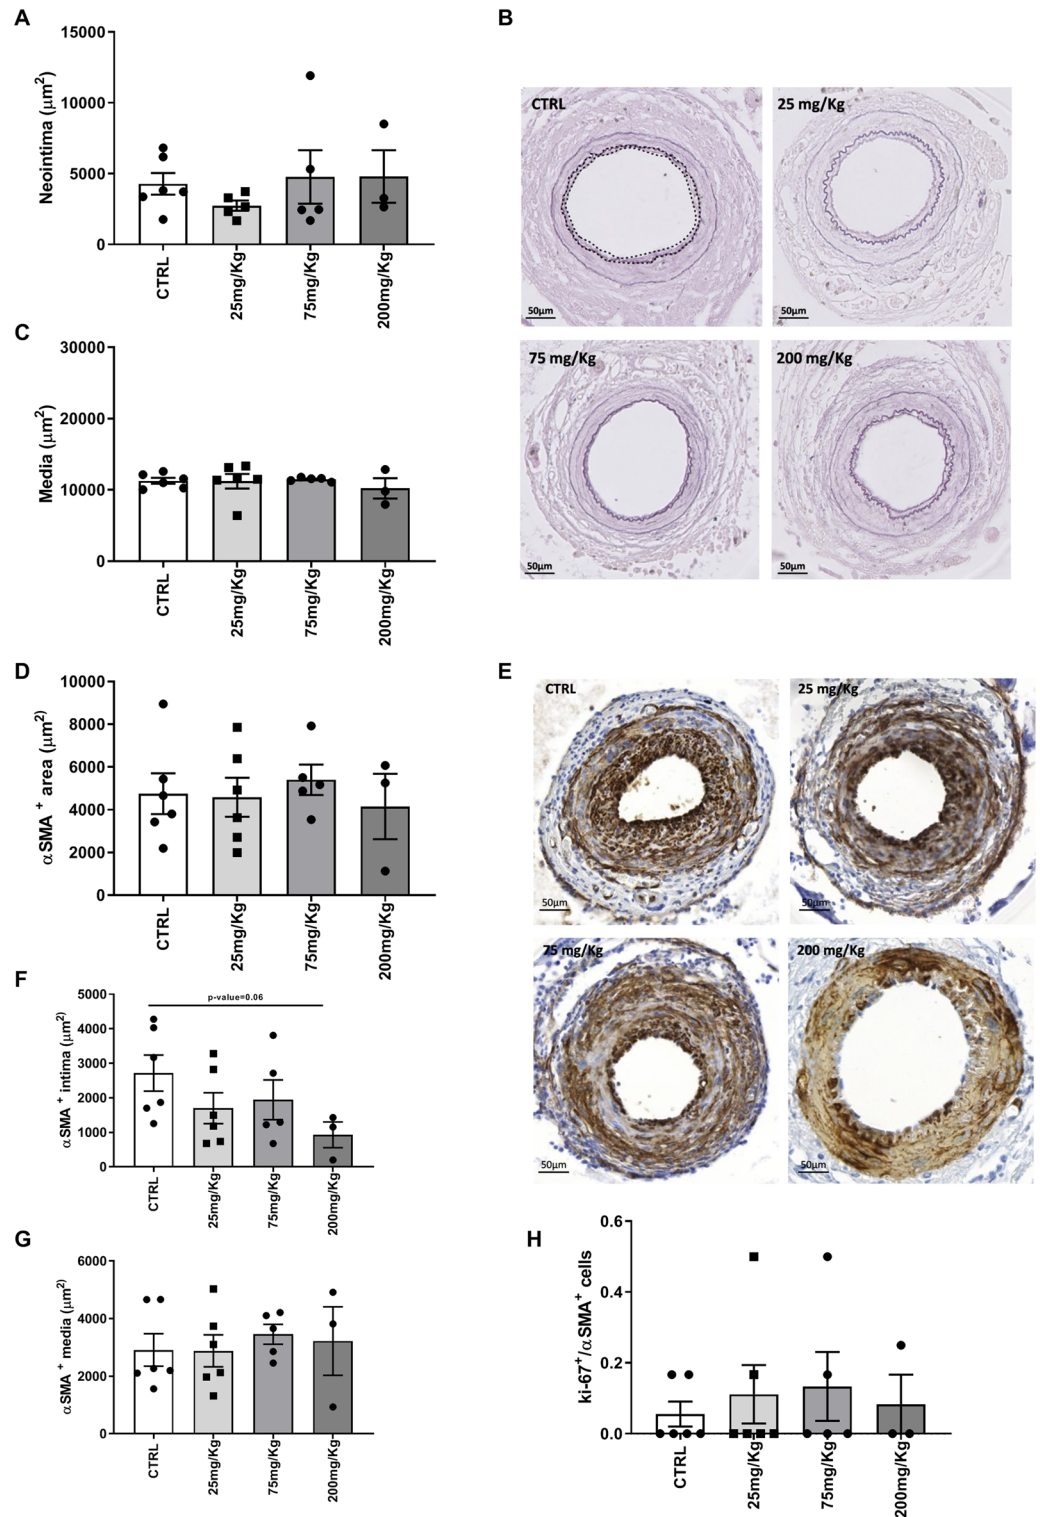 A
15000
10000
5000
0
Neointima (μm²)
CTRL
25mg/Kg
75mg/Kg
200mg/Kg
B
CTRL
50μm
25 mg/Kg
50μm
75 mg/Kg
50μm
200 mg/Kg
50μm
C
30000
20000
10000
0
Media (μm²)
CTRL
25mg/Kg
75mg/Kg
200mg/Kg
D
10000
8000
6000
4000
2000
0
αSMA ⁺ area (μm²)
CTRL
25mg/Kg
75mg/Kg
200mg/Kg
E
CTRL
50μm
25 mg/Kg
50μm
75 mg/Kg
50μm
200 mg/Kg
50μm
F
5000
4000
3000
2000
1000
0
αSMA ⁺ intima (μm²)
p-value=0.06
CTRL
25mg/Kg
75mg/Kg
200mg/Kg
G
6000
4000
2000
0
αSMA ⁺ media (μm²)
CTRL
25mg/Kg
75mg/Kg
200mg/Kg
H
0.6
0.4
0.2
0.0
ki-67⁺/αSMA⁺ cells
CTRL
25mg/Kg
75mg/Kg
200mg/Kg